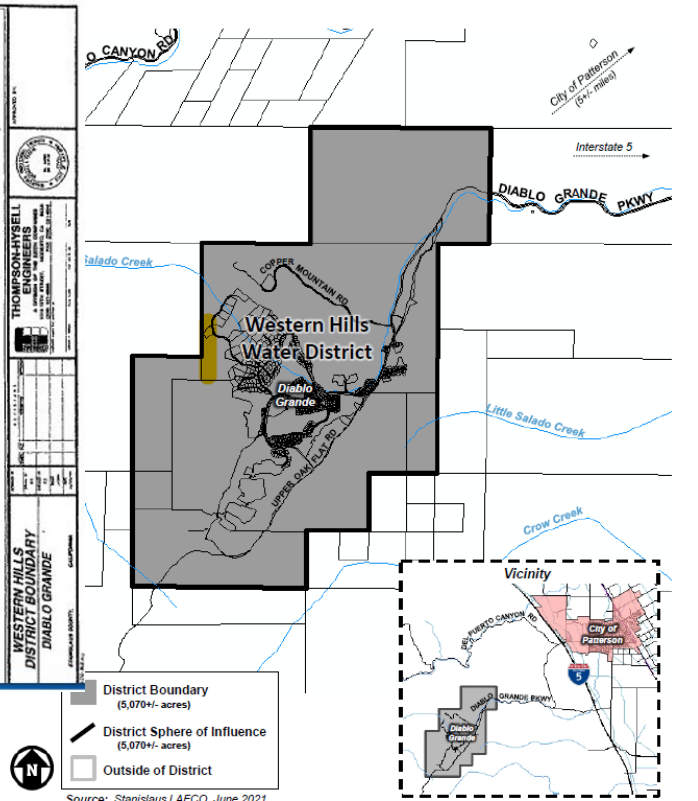 O CANYON RD
City of Patterson
(5+/- miles)
Interstate 5
DIABLO GRANDE PKWY
APPROVED BY:
THOMPSON-HYSELL
ENGINEERS
WESTERN HILLS
DISTRICT BOUNDARY
DIABLO GRANDE
STANISLAUS COUNTY, CALIFORNIA
Salado Creek
COPPER MOUNTAIN RD
Western Hills
Water District
Diablo
Grande
UPPER OAK FLAT RD
Little Salado Creek
Crow Creek
Vicinity
DEL PUERTO CANYON RD
City of
Patterson
5
DIABLO GRANDE PKWY
Diablo
Grande
District Boundary
(5,070+/- acres)
District Sphere of Influence
(5,070+/- acres)
Outside of District
N
Source: Stanislaus LAFCO, June 2021